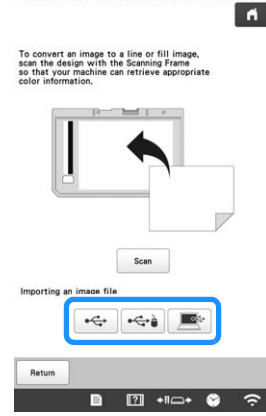 To convert an image to a line or fill image,
scan the design with the Scanning Frame
so that your machine can retrieve appropriate
color information.
Scan
Importing an image file
Return